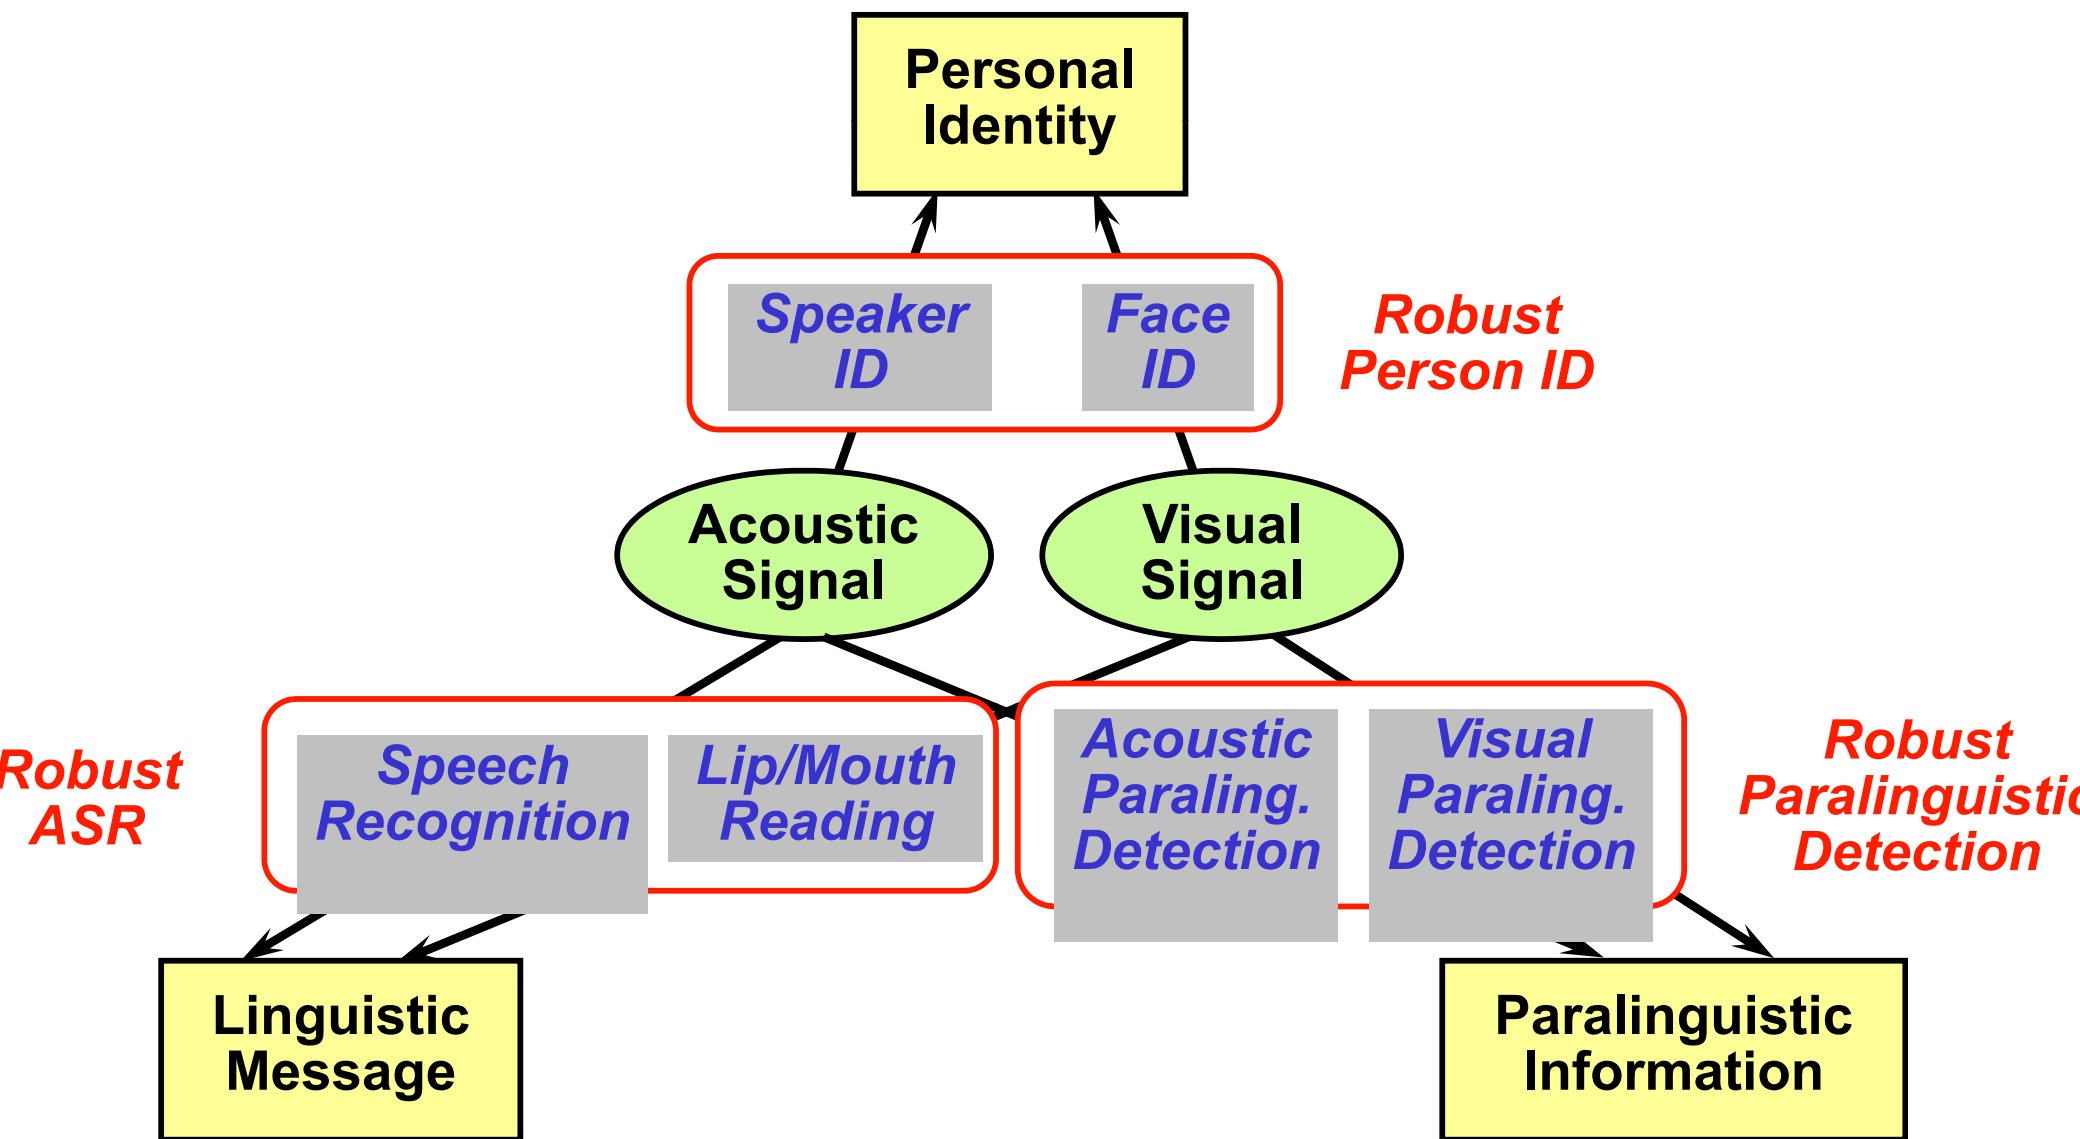 Personal
Identity
Speaker
ID
Face
ID
Robust
Person ID
Acoustic
Signal
Visual
Signal
Robust
ASR
Speech
Recognition
Lip/Mouth
Reading
Acoustic
Paraling.
Detection
Visual
Paraling.
Detection
Robust
Paralinguistic
Detection
Linguistic
Message
Paralinguistic
Information